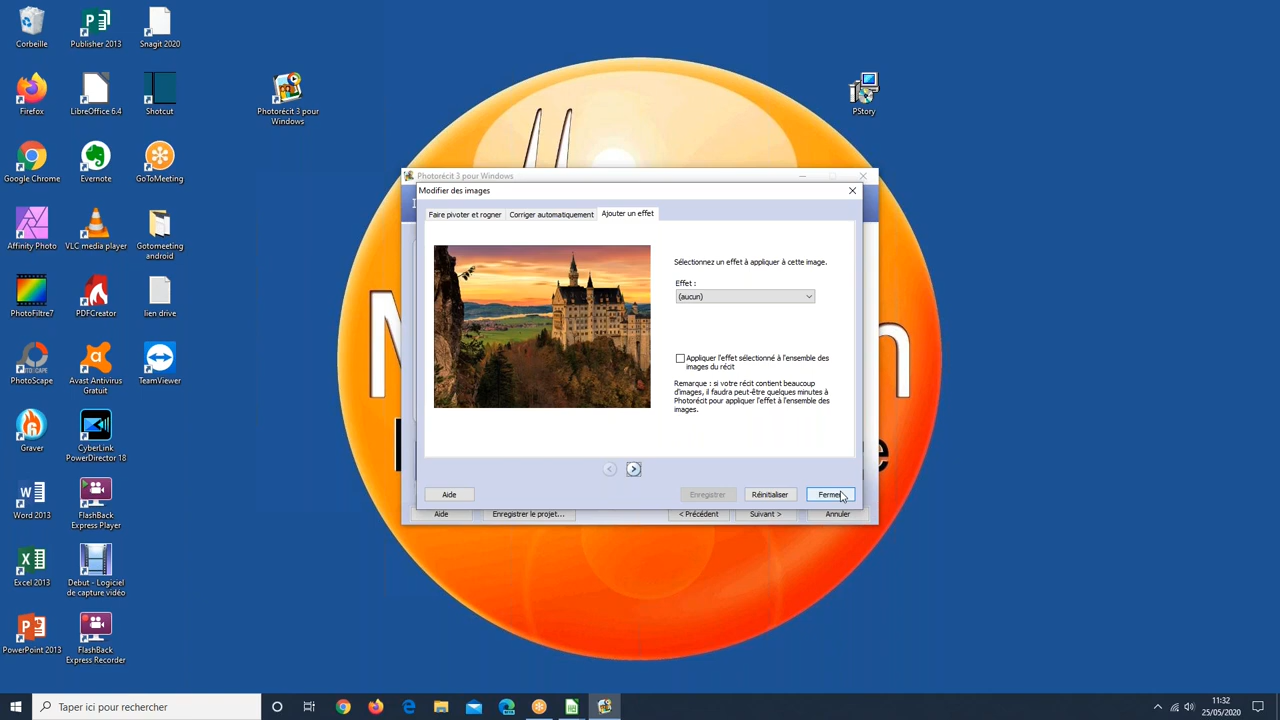 Corbeille
Publisher 2013
Snagit 2020
Firefox
LibreOffice 6.4
Shotcut
Photorécit 3 pour
Windows
PStory
Google Chrome
Evernote
GoToMeeting
Affinity Photo
VLC media player
Gotomeeting
android
PhotoFiltre7
PDFCreator
lien drive
PhotoScape
Avast Antivirus
Gratuit
TeamViewer
Graver
CyberLink
PowerDirector 18
Word 2013
FlashBack
Express Player
Excel 2013
Debut - Logiciel
de capture vidéo
PowerPoint 2013
FlashBack
Express Recorder
Photorécit 3 pour Windows
Modifier des images
Faire pivoter et rogner
Corriger automatiquement
Ajouter un effet
Sélectionnez un effet à appliquer à cette image.
Effet :
(aucun)
Appliquer l'effet sélectionné à l'ensemble des
images du récit
Remarque : si votre récit contient beaucoup
d'images, il faudra peut-être quelques minutes à
Photorécit pour appliquer l'effet à l'ensemble des
images.
Aide
Enregistrer
Réinitialiser
Fermer
Aide
Enregistrer le projet...
< Précédent
Suivant >
Annuler
Taper ici pour rechercher
11:32
25/05/2020